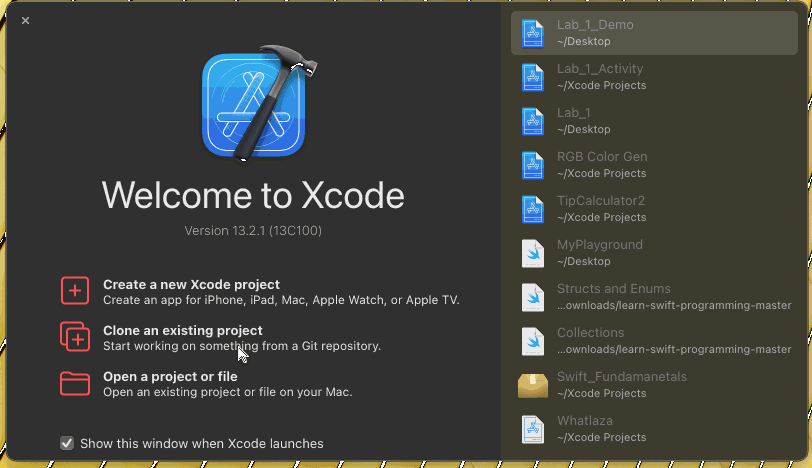 Welcome to Xcode
Version 13.2.1 (13C100)
Create a new Xcode project
Create an app for iPhone, iPad, Mac, Apple Watch, or Apple TV.
Clone an existing project
Start working on something from a Git repository.
Open a project or file
Open an existing project or file on your Mac.
Show this window when Xcode launches
Lab_1_Demo
~/Desktop
Lab_1_Activity
~/Xcode Projects
Lab_1
~/Desktop
RGB Color Gen
~/Xcode Projects
TipCalculator2
~/Xcode Projects
MyPlayground
~/Desktop
Structs and Enums
...ownloads/learn-swift-programming-master
Collections
...ownloads/learn-swift-programming-master
Swift_Fundamanetals
~/Xcode Projects
Whatlaza
~/Xcode Projects